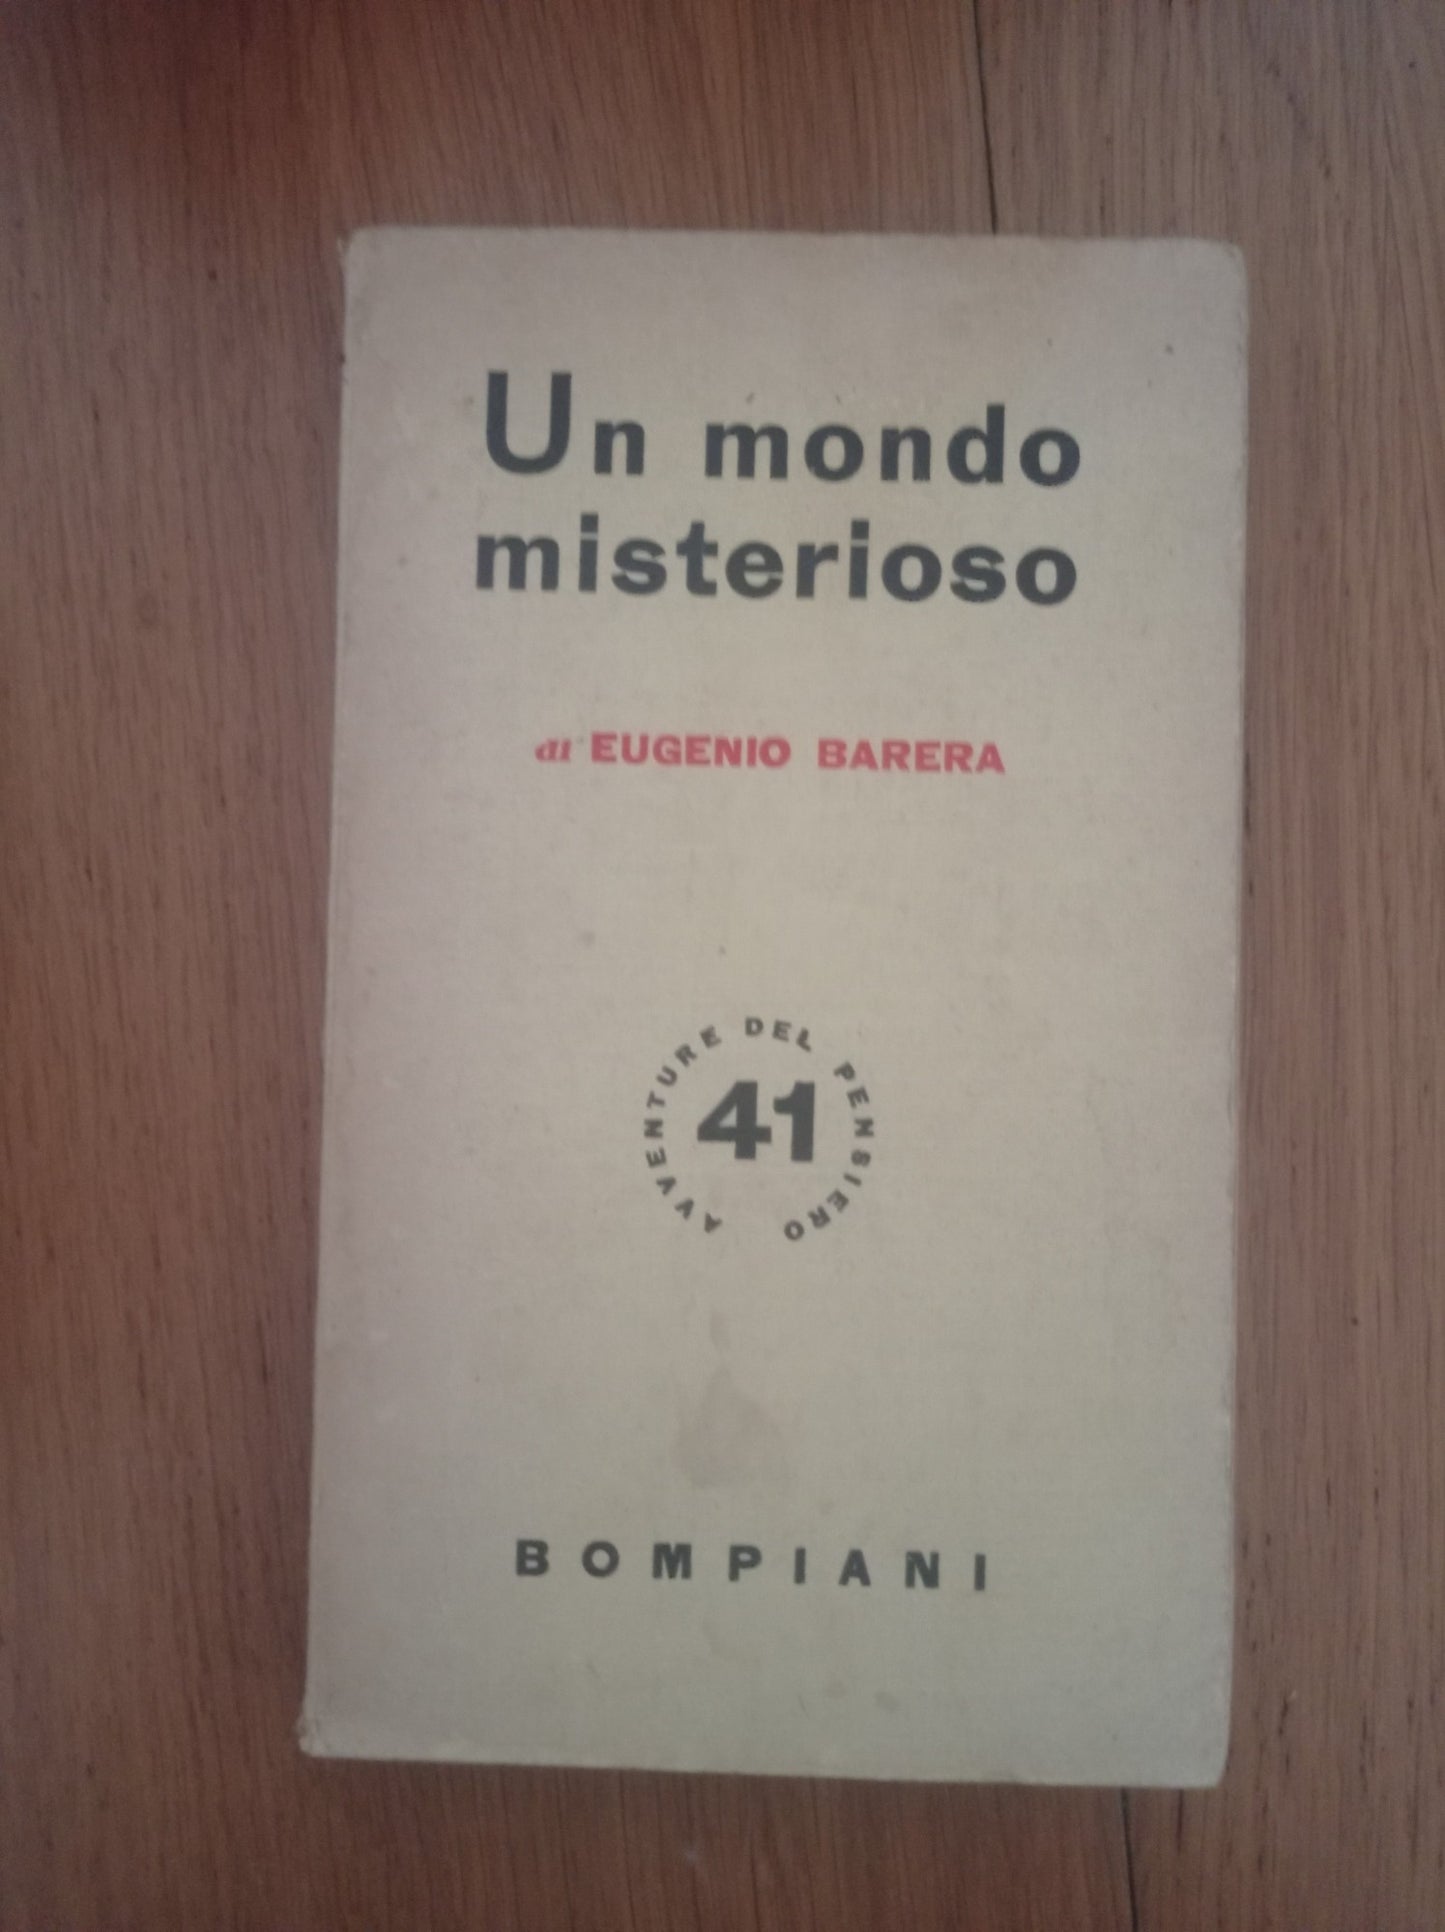 Un mondo
misterioso
di EUGENIO BARERA
AVVENTURE DEL PENSIERO
41
BOMPIANI